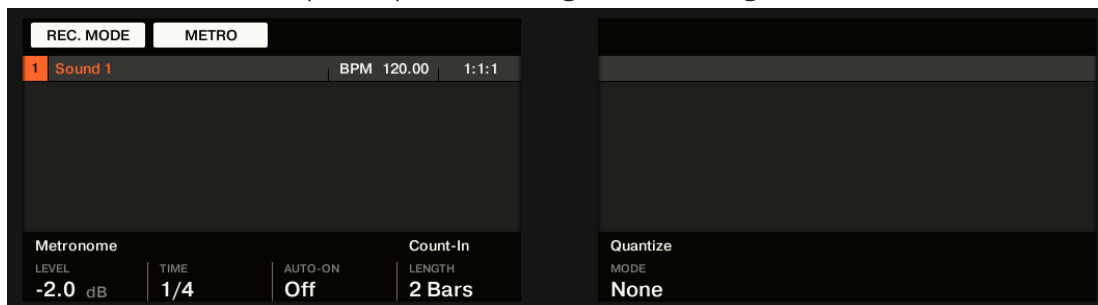 REC. MODE METRO
1 Sound 1 BPM 120.00 1:1:1
Metronome Count-In Quantize
LEVEL TIME AUTO-ON LENGTH MODE
-2.0 dB 1/4 Off 2 Bars None